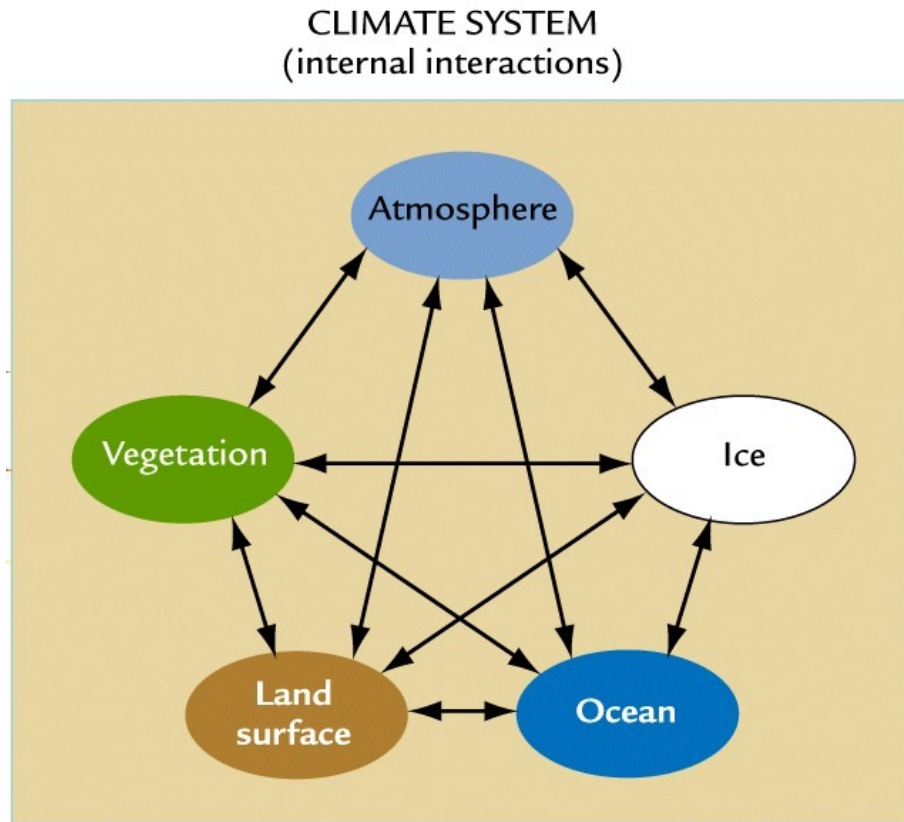 CLIMATE SYSTEM
(internal interactions)
Atmosphere
Vegetation
Ice
Land
surface
Ocean